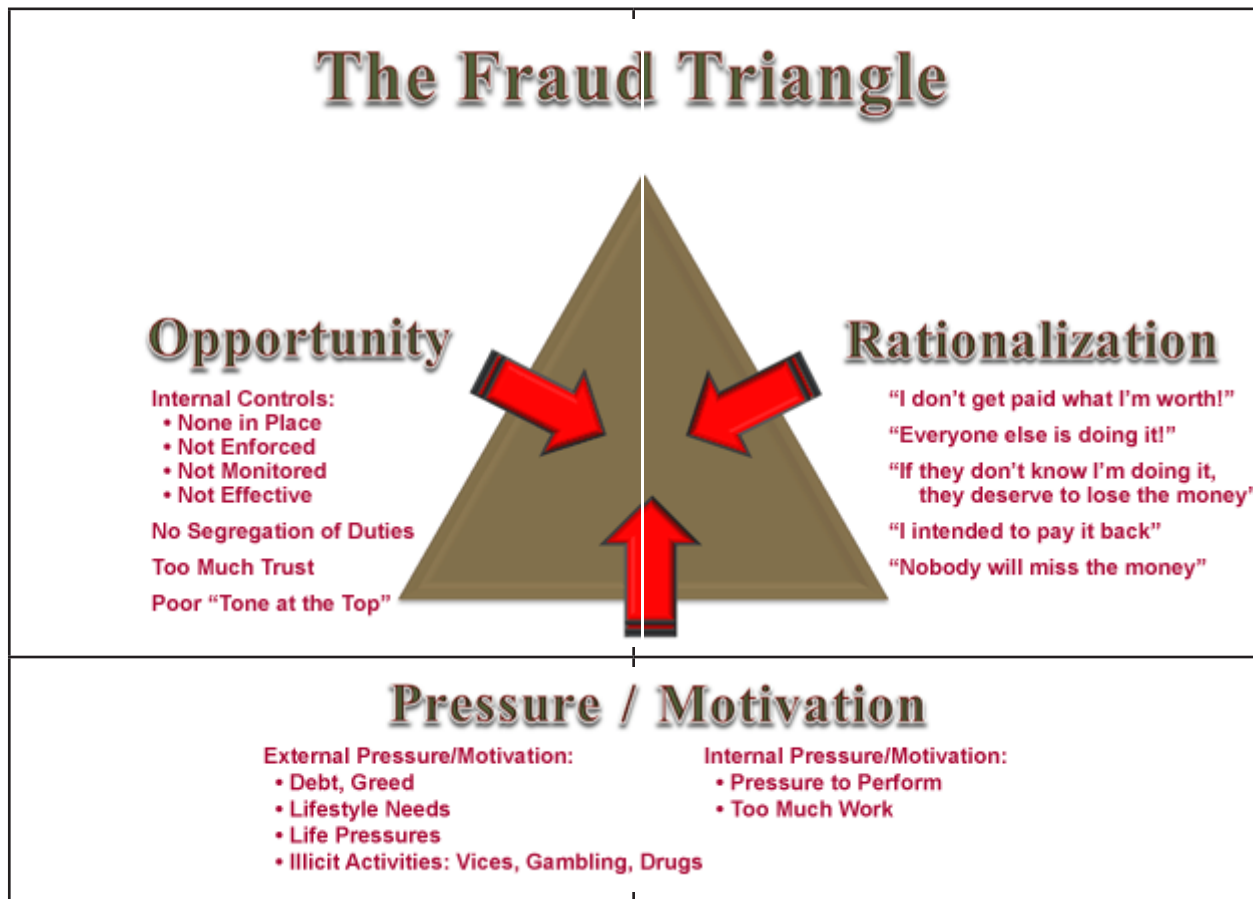 The Fraud Triangle
Opportunity
Internal Controls:
• None in Place
• Not Enforced
• Not Monitored
• Not Effective
No Segregation of Duties
Too Much Trust
Poor “Tone at the Top”
Rationalization
“I don’t get paid what I’m worth!”
“Everyone else is doing it!”
“If they don’t know I’m doing it,
they deserve to lose the money”
“I intended to pay it back”
“Nobody will miss the money”
Pressure / Motivation
External Pressure/Motivation:
• Debt, Greed
• Lifestyle Needs
• Life Pressures
• Illicit Activities: Vices, Gambling, Drugs
Internal Pressure/Motivation:
• Pressure to Perform
• Too Much Work